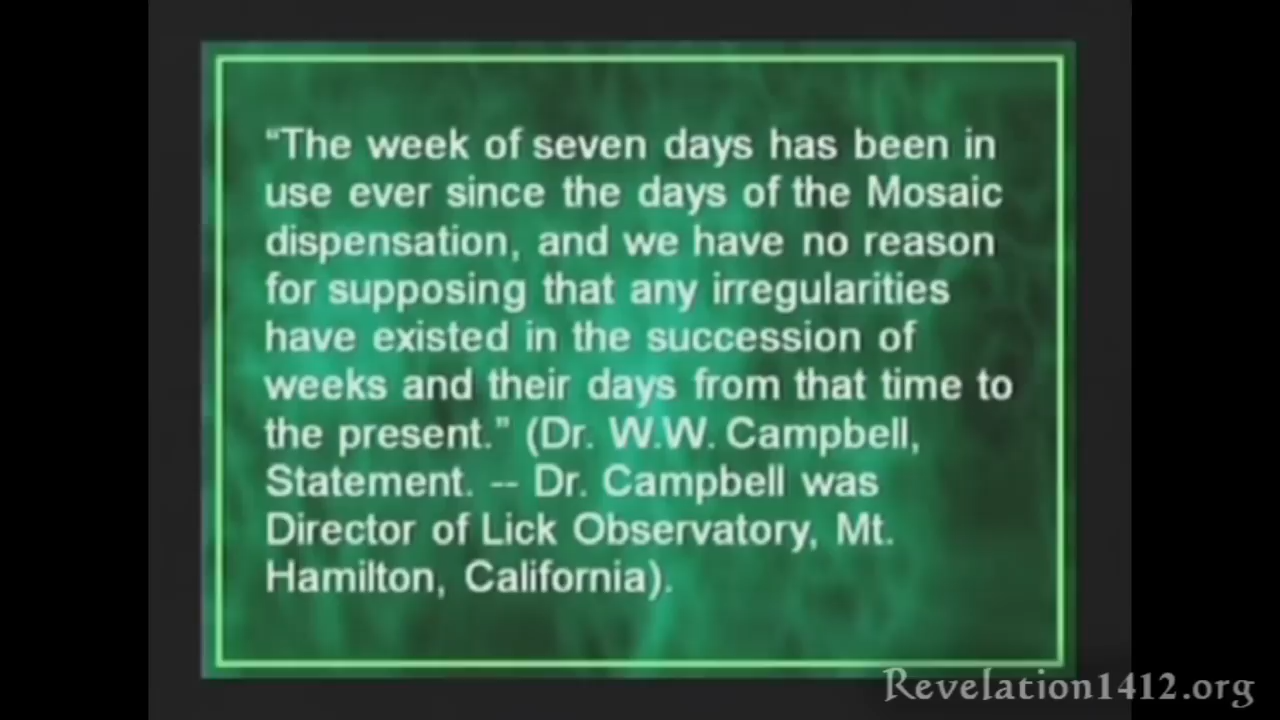 “The week of seven days has been in
use ever since the days of the Mosaic
dispensation, and we have no reason
for supposing that any irregularities
have existed in the succession of
weeks and their days from that time to
the present.” (Dr. W.W. Campbell,
Statement. -- Dr. Campbell was
Director of Lick Observatory, Mt.
Hamilton, California).
Revelation1412.org